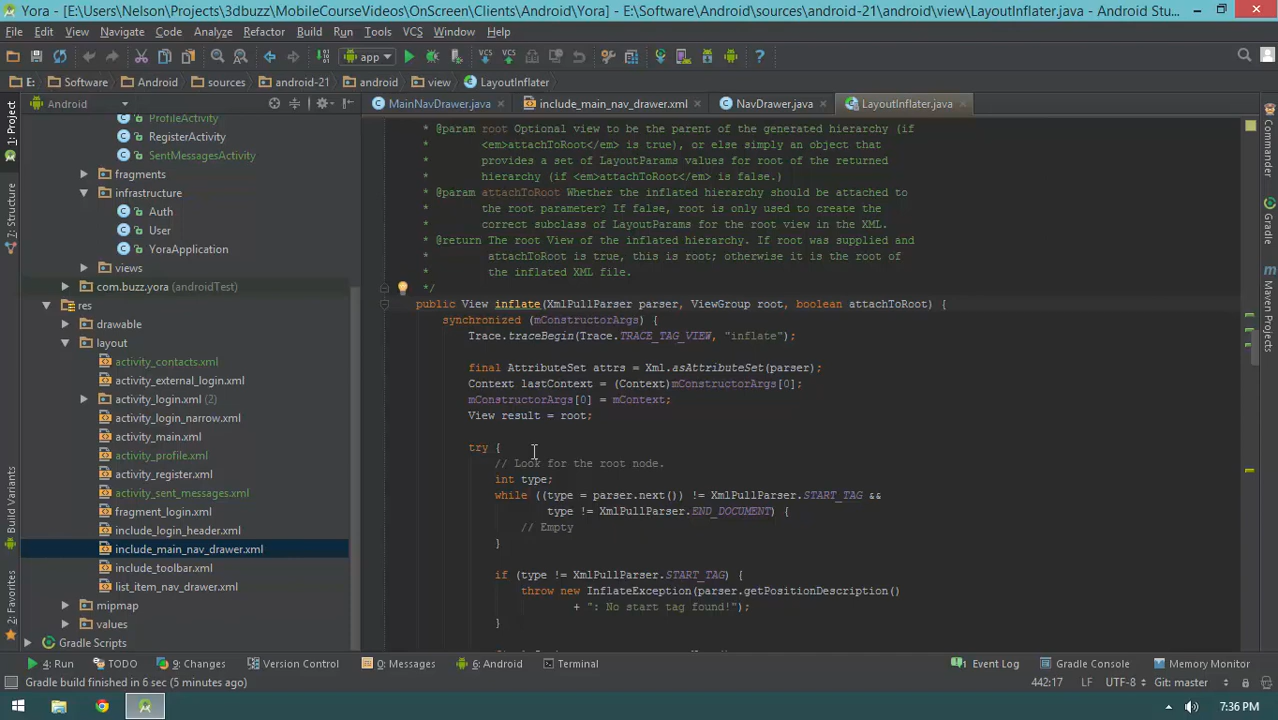 Yora - [E:\Users\Nelson\Projects\3dbuzz\MobileCourseVideos\OnScreen\Clients\Android\Yora] - E:\Software\Android\sources\android-21\android\view\LayoutInflater.java - Android Stu...
File Edit View Navigate Code Analyze Refactor Build Run Tools VCS Window Help
app
E: Software Android sources android-21 android view LayoutInflater.java
Android
MainNavDrawer.java include_main_nav_drawer.xml NavDrawer.java LayoutInflater.java
1: Project
7: Structure
Build Variants
2: Favorites
ProfileActivity
RegisterActivity
SentMessagesActivity
fragments
infrastructure
Auth
User
YoraApplication
views
com.buzz.yora (androidTest)
res
drawable
layout
activity_contacts.xml
activity_external_login.xml
activity_login.xml (2)
activity_login_narrow.xml
activity_main.xml
activity_profile.xml
activity_register.xml
activity_sent_messages.xml
fragment_login.xml
include_login_header.xml
include_main_nav_drawer.xml
include_toolbar.xml
list_item_nav_drawer.xml
mipmap
values
Gradle Scripts
* @param root Optional view to be the parent of the generated hierarchy (if
* <em>attachToRoot</em> is true), or else simply an object that
* provides a set of LayoutParams values for root of the returned
* hierarchy (if <em>attachToRoot</em> is false.)
* @param attachToRoot Whether the inflated hierarchy should be attached to
* the root parameter? If false, root is only used to create the
* correct subclass of LayoutParams for the root view in the XML.
* @return The root View of the inflated hierarchy. If root was supplied and
* attachToRoot is true, this is root; otherwise it is the root of
* the inflated XML file.
*/
public View inflate(XmlPullParser parser, ViewGroup root, boolean attachToRoot) {
synchronized (mConstructorArgs) {
Trace.traceBegin(Trace.TRACE_TAG_VIEW, "inflate");
final AttributeSet attrs = Xml.asAttributeSet(parser);
Context lastContext = (Context)mConstructorArgs[0];
mConstructorArgs[0] = mContext;
View result = root;
try {
// Look for the root node.
int type;
while ((type = parser.next()) != XmlPullParser.START_TAG &&
type != XmlPullParser.END_DOCUMENT) {
// Empty
}
if (type != XmlPullParser.START_TAG) {
throw new InflateException(parser.getPositionDescription()
+ ": No start tag found!");
}
Commander
Gradle
Maven Projects
4: Run TODO 9: Changes Version Control 0: Messages 6: Android Terminal 1 Event Log Gradle Console Memory Monitor
Gradle build finished in 6 sec (5 minutes ago) 442:17 LF UTF-8 Git: master
7:36 PM